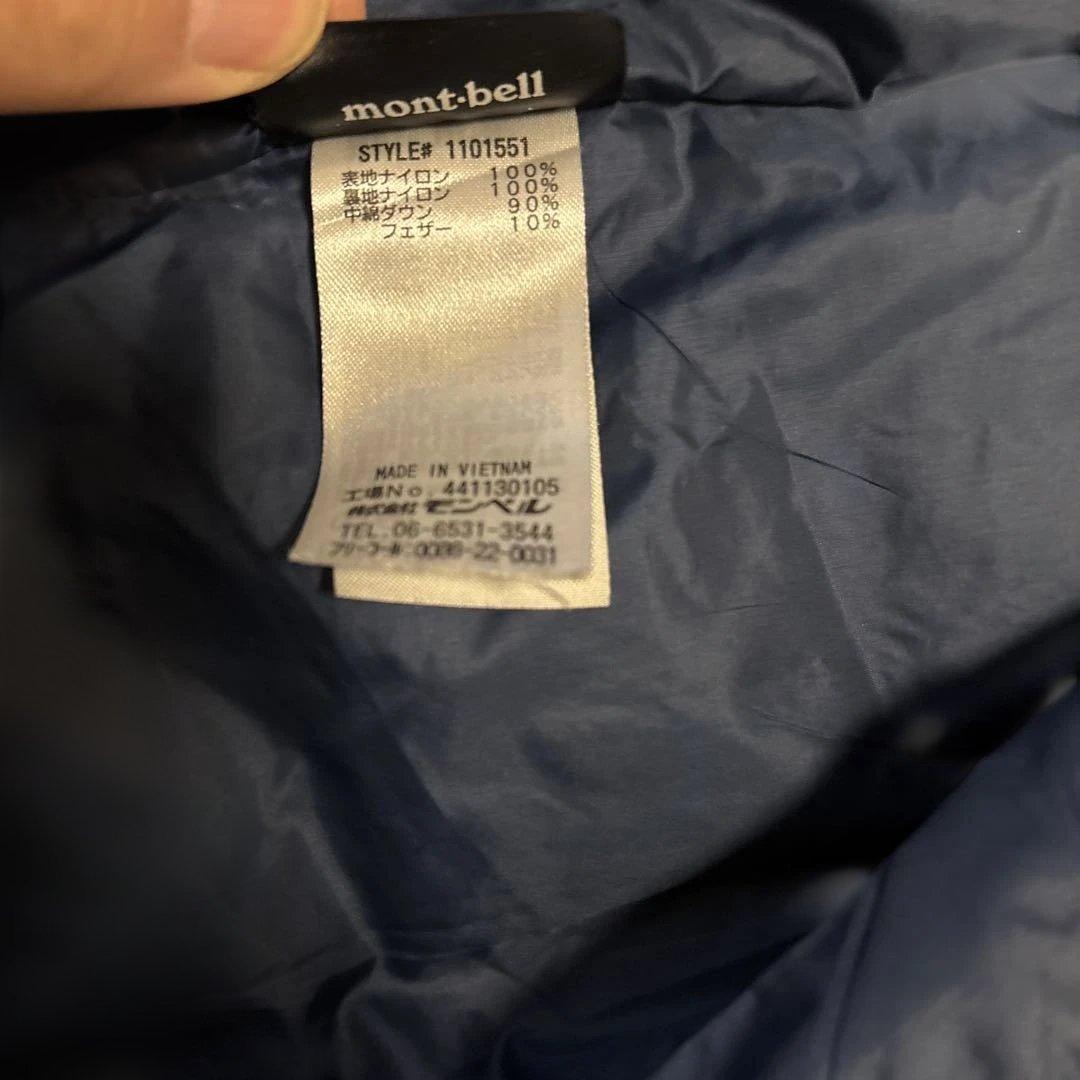 mont·bell
STYLE# 1101551
表地ナイロン 100%
裏地ナイロン 100%
中綿ダウン 90%
フェザー 10%
MADE IN VIETNAM
工場No. 441130105
株式会社 モンベル
TEL.06-6531-3544
フリーコール:0088-22-0031